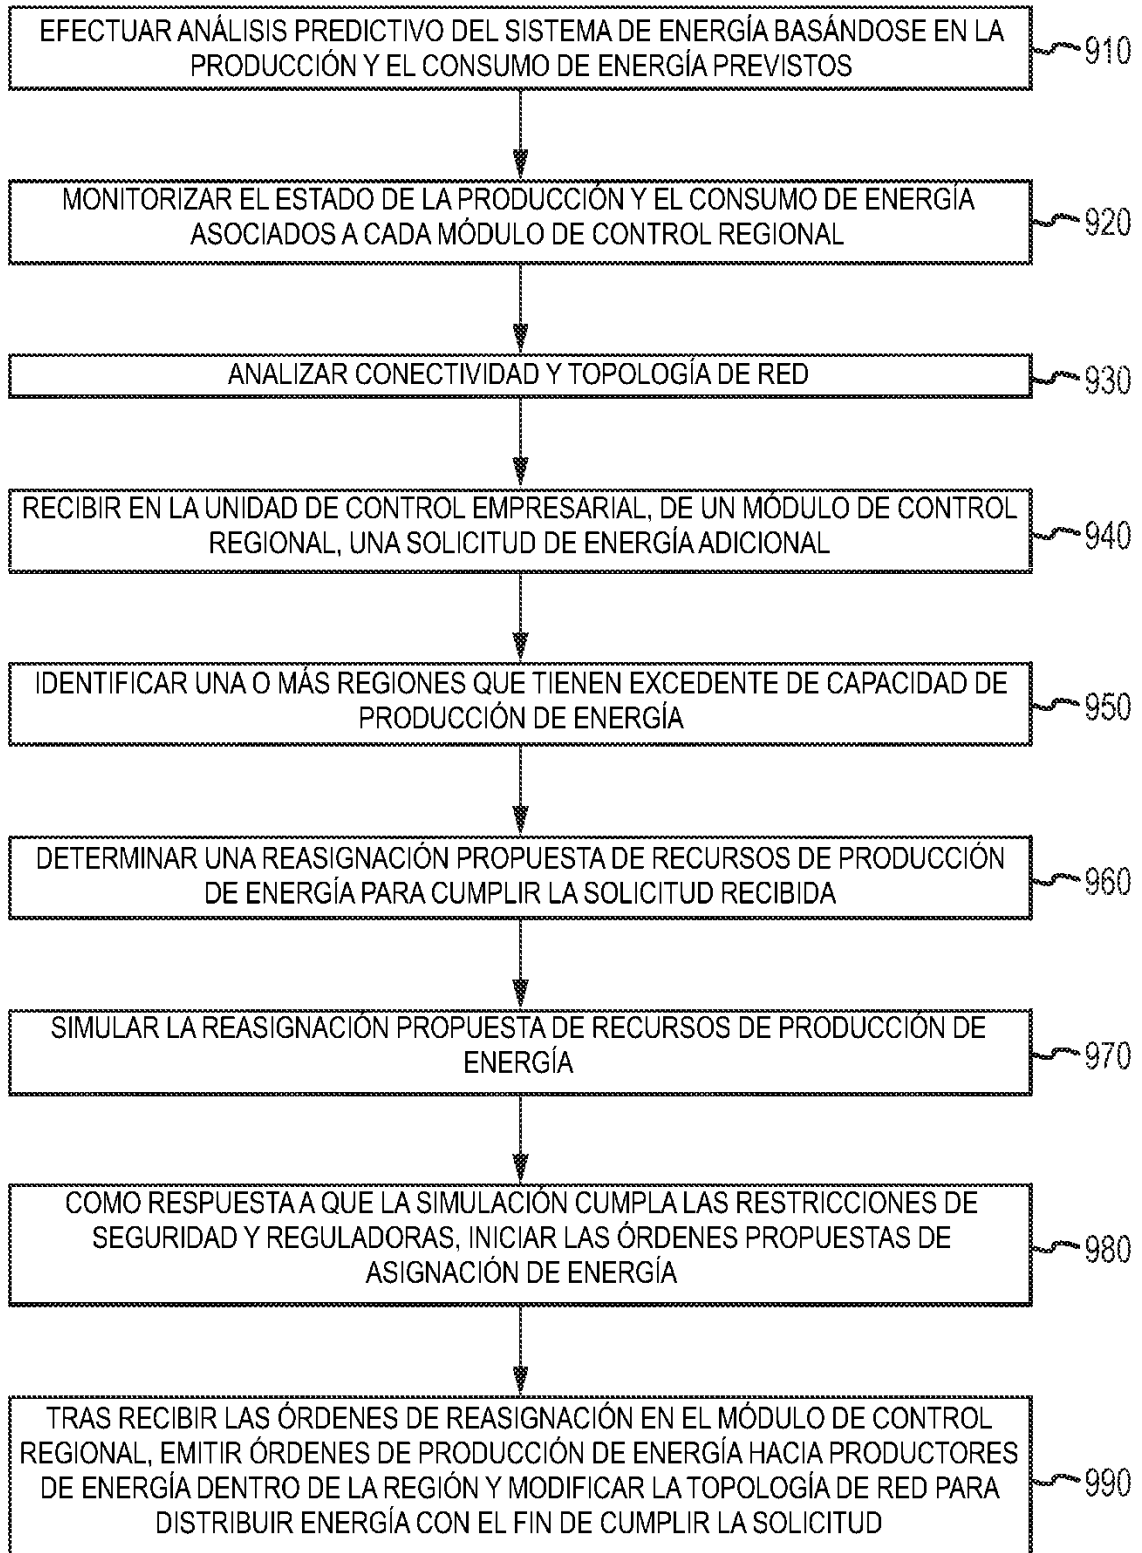 EFECTUAR ANÁLISIS PREDICTIVO DEL SISTEMA DE ENERGÍA BASÁNDOSE EN LA
PRODUCCIÓN Y EL CONSUMO DE ENERGÍA PREVISTOS
910
MONITORIZAR EL ESTADO DE LA PRODUCCIÓN Y EL CONSUMO DE ENERGÍA
ASOCIADOS A CADA MÓDULO DE CONTROL REGIONAL
920
ANALIZAR CONECTIVIDAD Y TOPOLOGÍA DE RED
930
RECIBIR EN LA UNIDAD DE CONTROL EMPRESARIAL, DE UN MÓDULO DE CONTROL
REGIONAL, UNA SOLICITUD DE ENERGÍA ADICIONAL
940
IDENTIFICAR UNA O MÁS REGIONES QUE TIENEN EXCEDENTE DE CAPACIDAD DE
PRODUCCIÓN DE ENERGÍA
950
DETERMINAR UNA REASIGNACIÓN PROPUESTA DE RECURSOS DE PRODUCCIÓN
DE ENERGÍA PARA CUMPLIR LA SOLICITUD RECIBIDA
960
SIMULAR LA REASIGNACIÓN PROPUESTA DE RECURSOS DE PRODUCCIÓN DE
ENERGÍA
970
COMO RESPUESTA A QUE LA SIMULACIÓN CUMPLA LAS RESTRICCIONES DE
SEGURIDAD Y REGULADORAS, INICIAR LAS ÓRDENES PROPUESTAS DE
ASIGNACIÓN DE ENERGÍA
980
TRAS RECIBIR LAS ÓRDENES DE REASIGNACIÓN EN EL MÓDULO DE CONTROL
REGIONAL, EMITIR ÓRDENES DE PRODUCCIÓN DE ENERGÍA HACIA PRODUCTORES
DE ENERGÍA DENTRO DE LA REGIÓN Y MODIFICAR LA TOPOLOGÍA DE RED PARA
DISTRIBUIR ENERGÍA CON EL FIN DE CUMPLIR LA SOLICITUD
990